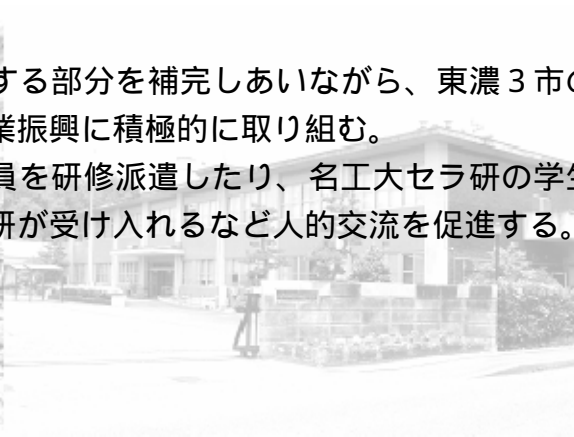 する部分を補完しあいながら、東濃３市の
業振興に積極的に取り組む。
員を研修派遣したり、名工大セラ研の学生
研が受け入れるなど人的交流を促進する。